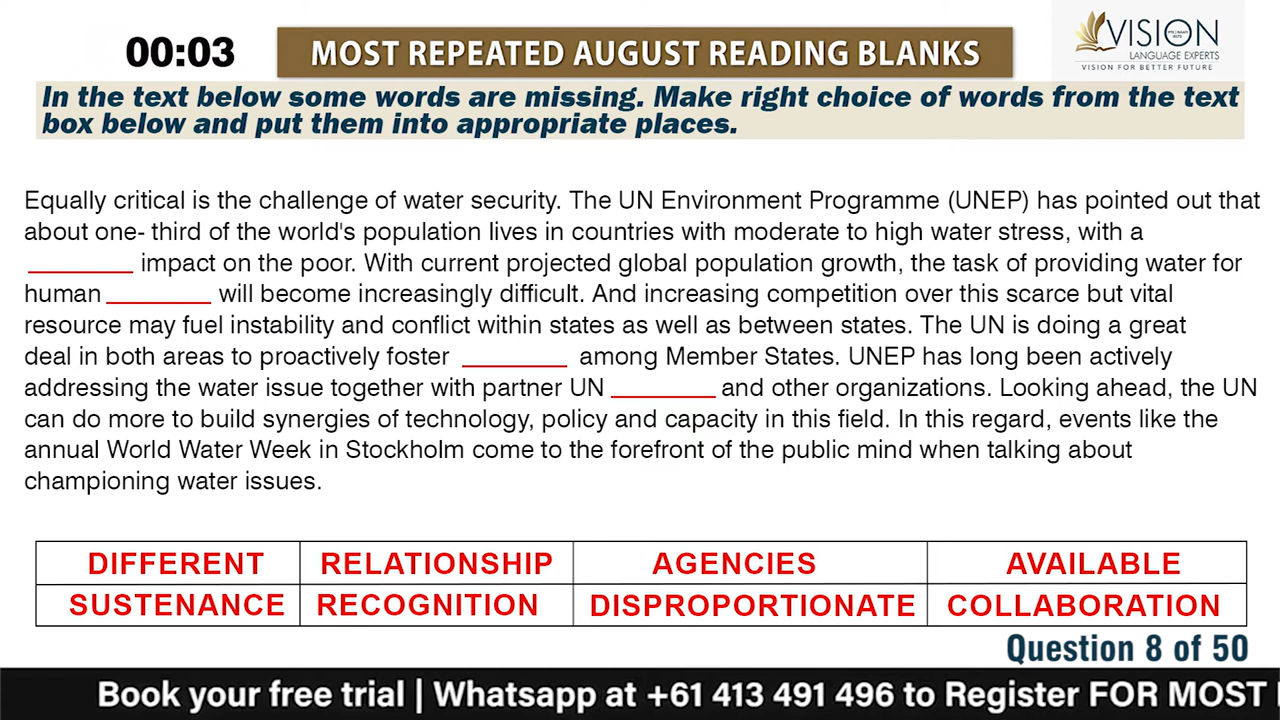 00:03
MOST REPEATED AUGUST READING BLANKS
VISION
LANGUAGE EXPERTS
VISION FOR BETTER FUTURE
In the text below some words are missing. Make right choice of words from the text
box below and put them into appropriate places.
Equally critical is the challenge of water security. The UN Environment Programme (UNEP) has pointed out that
about one- third of the world's population lives in countries with moderate to high water stress, with a
________ impact on the poor. With current projected global population growth, the task of providing water for
human ________ will become increasingly difficult. And increasing competition over this scarce but vital
resource may fuel instability and conflict within states as well as between states. The UN is doing a great
deal in both areas to proactively foster ________ among Member States. UNEP has long been actively
addressing the water issue together with partner UN ________ and other organizations. Looking ahead, the UN
can do more to build synergies of technology, policy and capacity in this field. In this regard, events like the
annual World Water Week in Stockholm come to the forefront of the public mind when talking about
championing water issues.
DIFFERENT RELATIONSHIP AGENCIES AVAILABLE
SUSTENANCE RECOGNITION DISPROPORTIONATE COLLABORATION
Question 8 of 50
Book your free trial | Whatsapp at +61 413 491 496 to Register FOR MOST